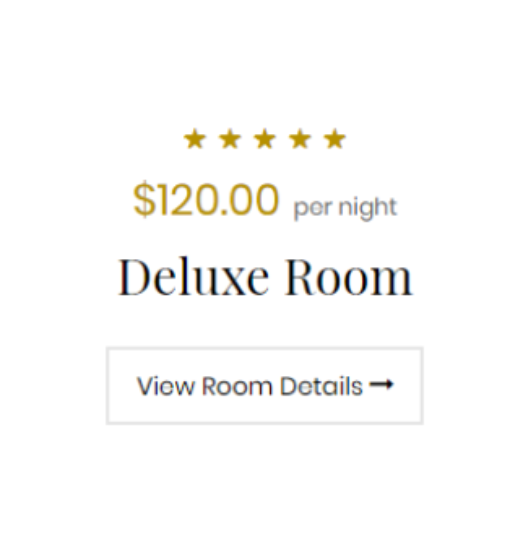 ★ ★ ★ ★ ★
$120.00 per night
Deluxe Room
View Room Details ➞